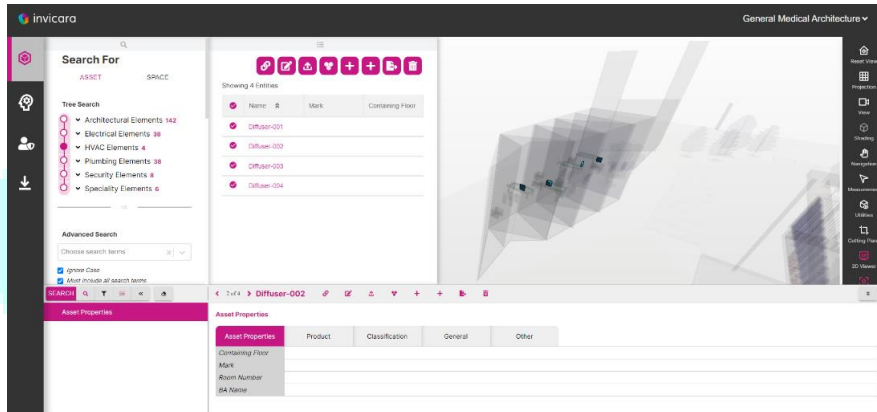 invicara
General Medical Architecture
Search For
ASSET SPACE
Tree Search
Architectural Elements 142
Electrical Elements 38
HVAC Elements 4
Plumbing Elements 38
Security Elements 8
Speciality Elements 6
Advanced Search
Choose search terms
Ignore Case
Must include all search terms
SEARCH
Asset Properties
Showing 4 Entities
Name Mark Containing Floor
Diffuser-001
Diffuser-002
Diffuser-003
Diffuser-004
2 of 4 Diffuser-002
Asset Properties
Asset Properties Product Classification General Other
Containing Floor
Mark
Room Number
BA Name
Reset View
Projection
View
Shading
Navigation
Measurement
Utilities
Cutting Plane
2D Viewer